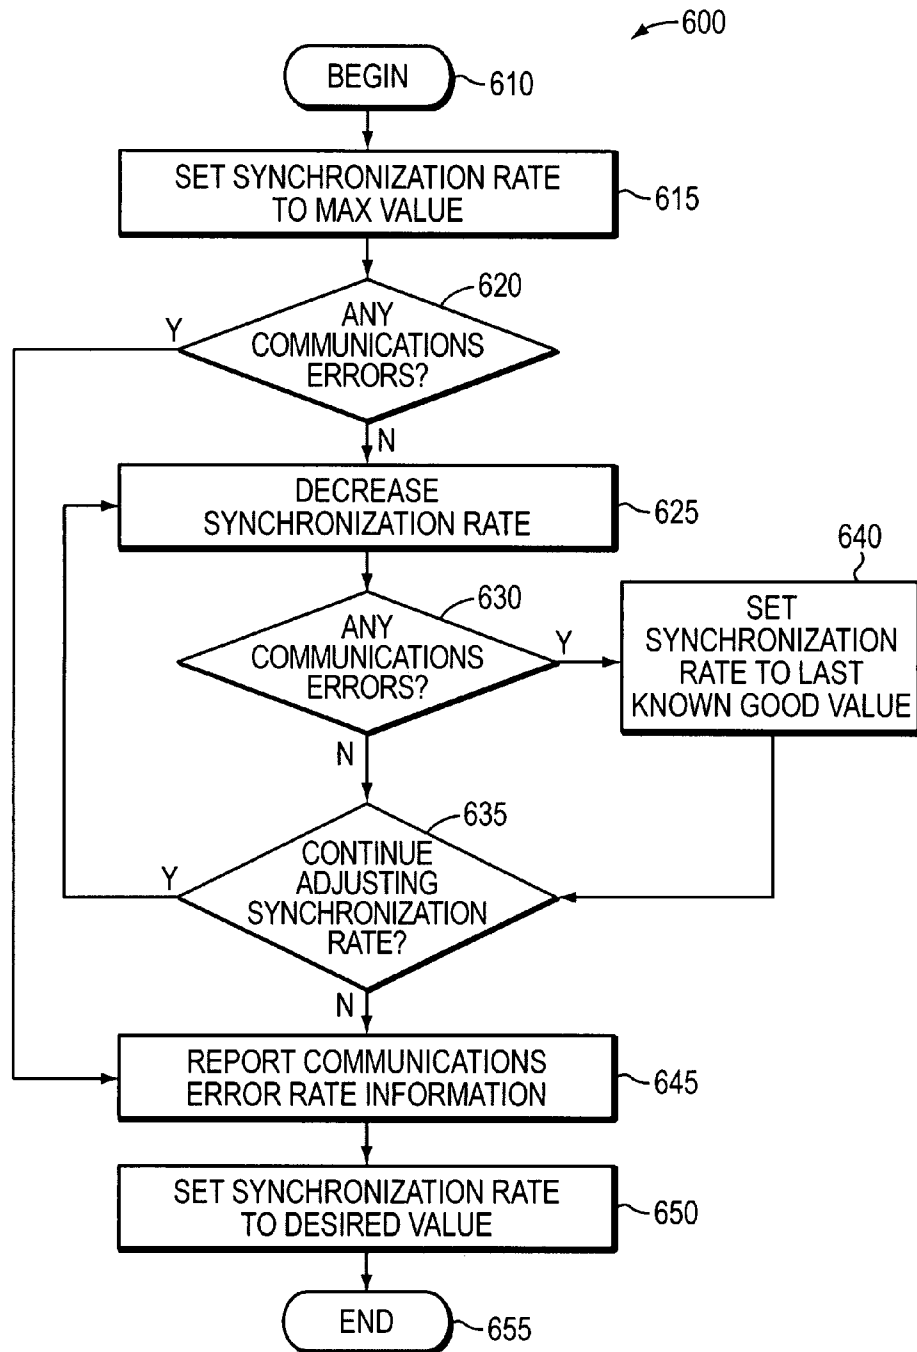 600
BEGIN
610
SET SYNCHRONIZATION RATE
TO MAX VALUE
615
620
Y
ANY
COMMUNICATIONS
ERRORS?
N
DECREASE
SYNCHRONIZATION RATE
625
630
ANY
COMMUNICATIONS
ERRORS?
Y
640
SET
SYNCHRONIZATION
RATE TO LAST
KNOWN GOOD VALUE
N
635
Y
CONTINUE
ADJUSTING
SYNCHRONIZATION
RATE?
N
REPORT COMMUNICATIONS
ERROR RATE INFORMATION
645
SET SYNCHRONIZATION RATE
TO DESIRED VALUE
650
END
655